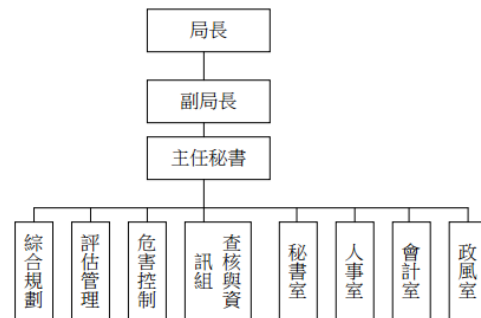 局長
副局長
主任秘書
綜合規劃
評估管理
危害控制
查核與資
訊組
秘書室
人事室
會計室
政風室